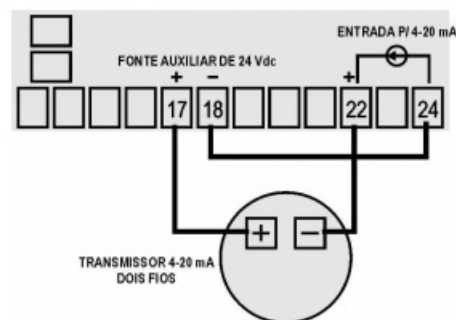 ENTRADA P/ 4-20 mA
FONTE AUXILIAR DE 24 Vdc
+ − +
17 18 22 24
+ −
TRANSMISSOR 4-20 mA
DOIS FIOS